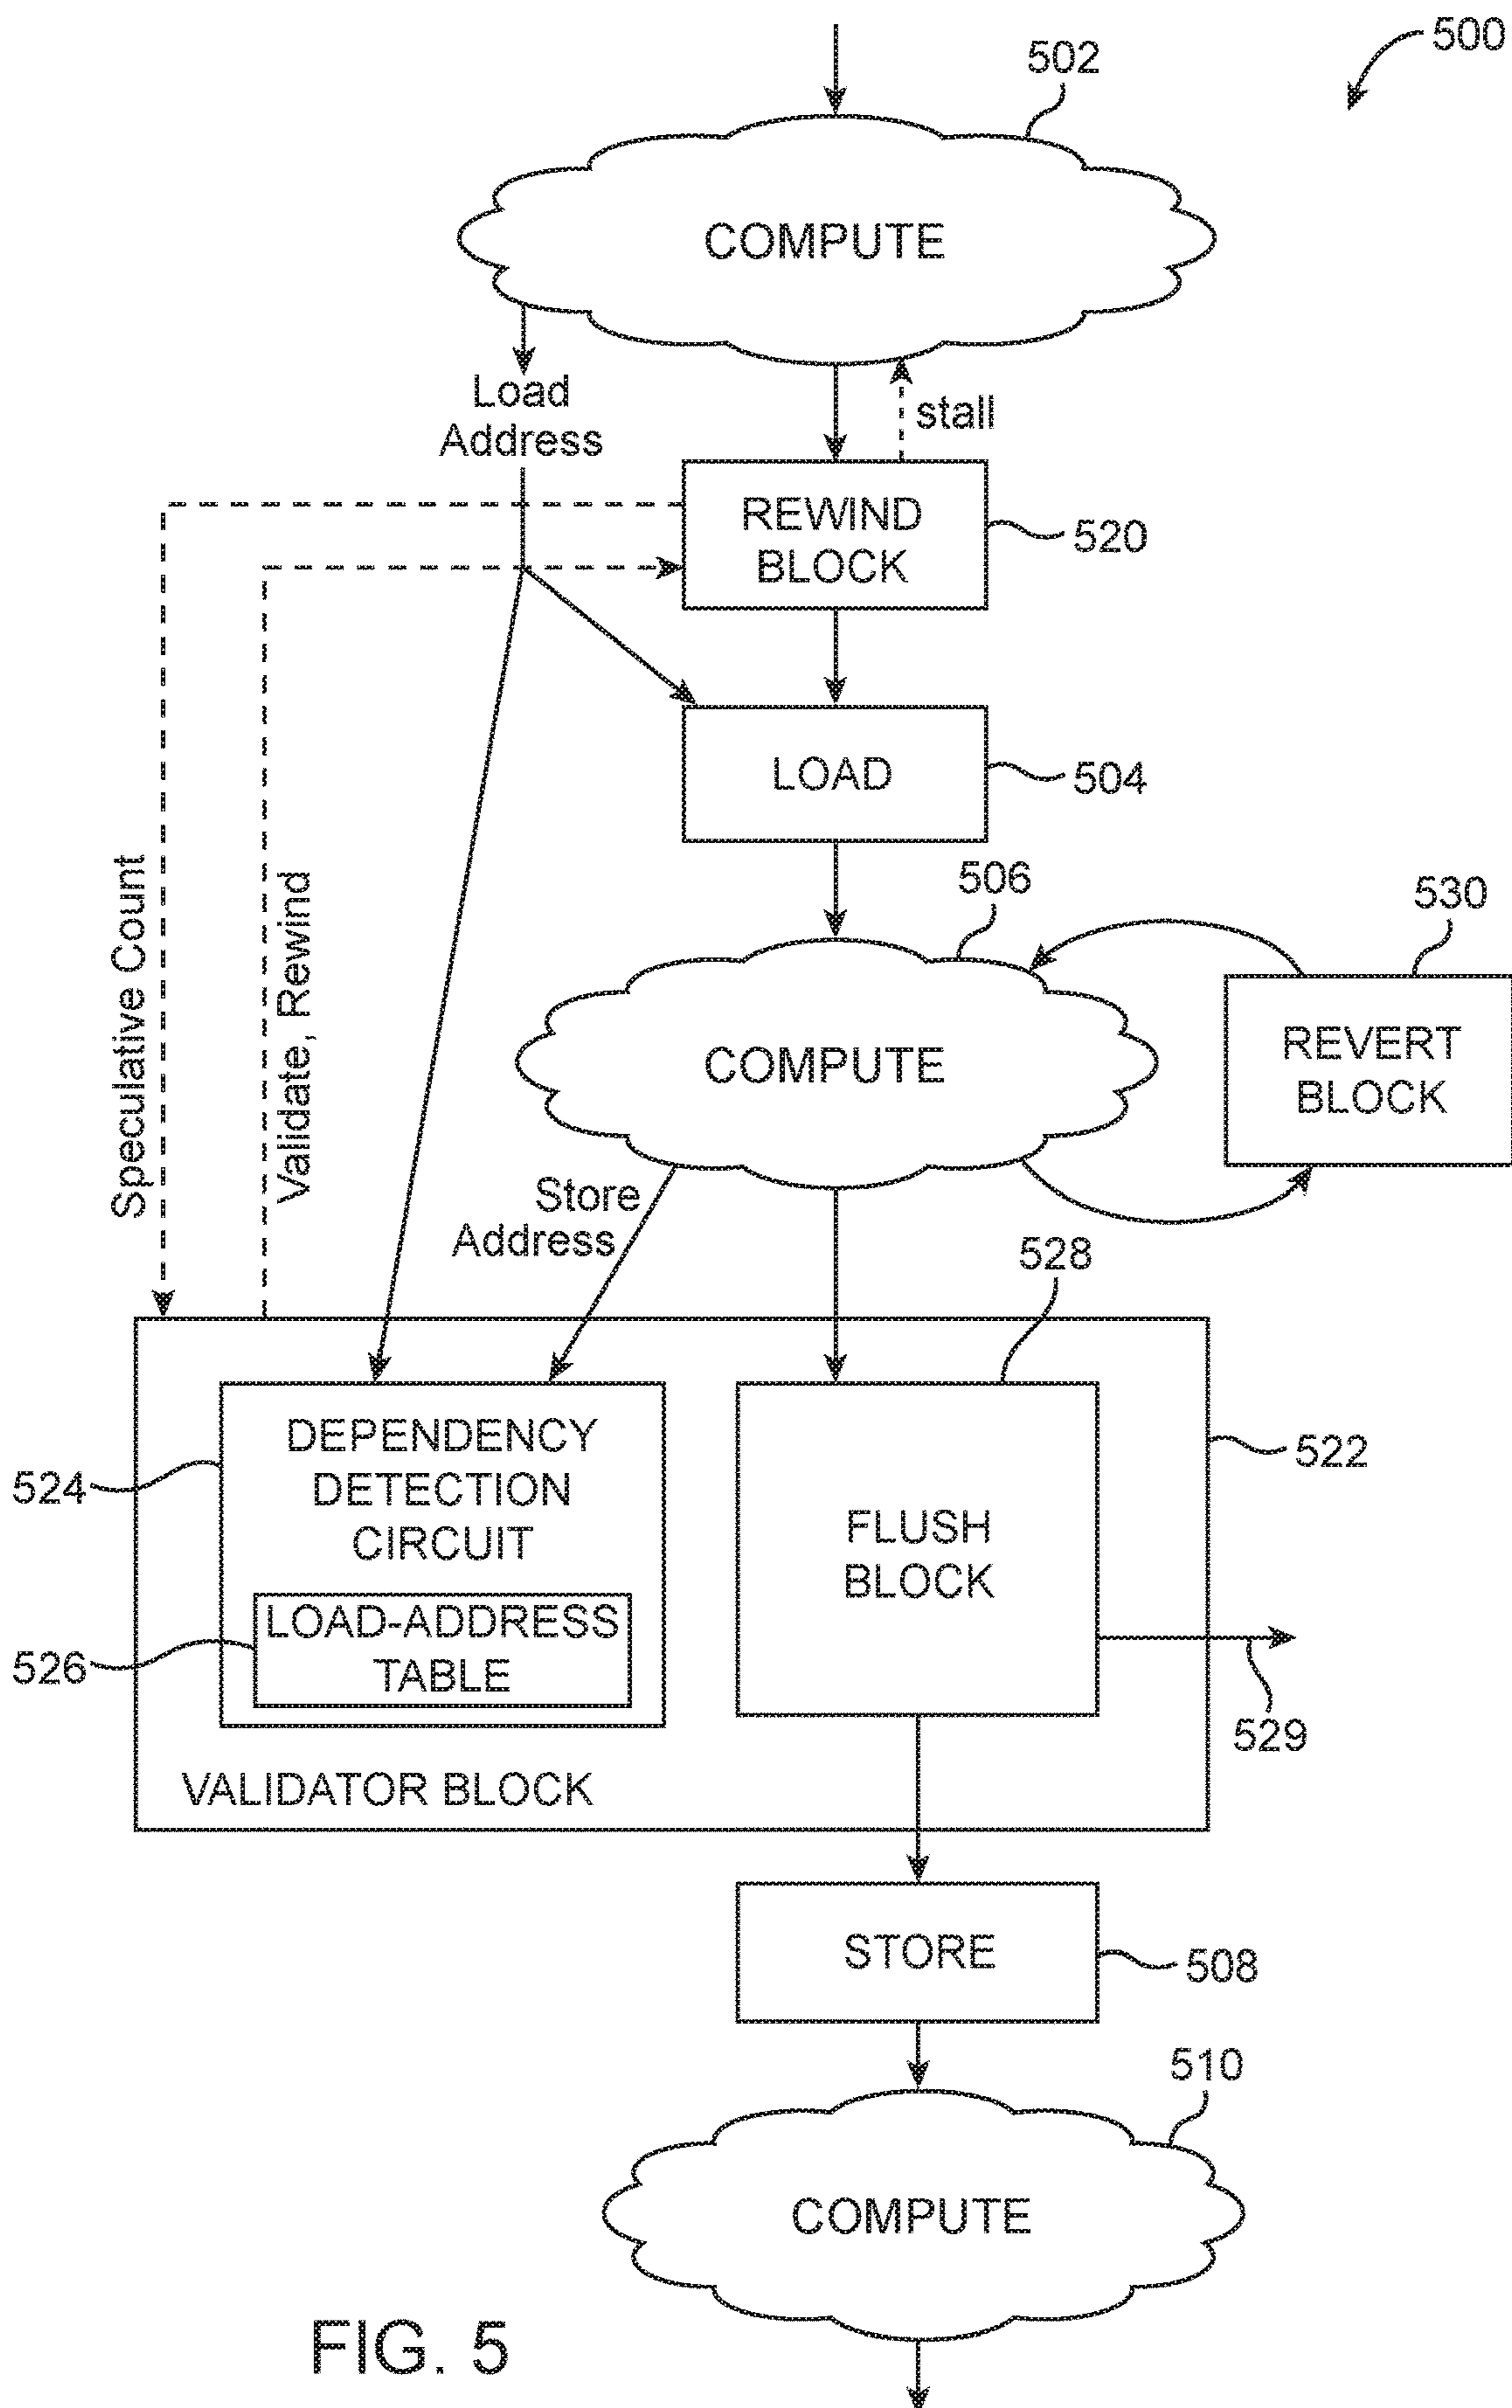 500
502
COMPUTE
Load
Address
stall
REWIND
BLOCK
520
LOAD
504
Speculative Count
Validate, Rewind
506
530
COMPUTE
REVERT
BLOCK
Store
Address
528
DEPENDENCY
DETECTION
CIRCUIT
524
FLUSH
BLOCK
522
LOAD-ADDRESS
TABLE
526
529
VALIDATOR BLOCK
STORE
508
510
COMPUTE
FIG. 5